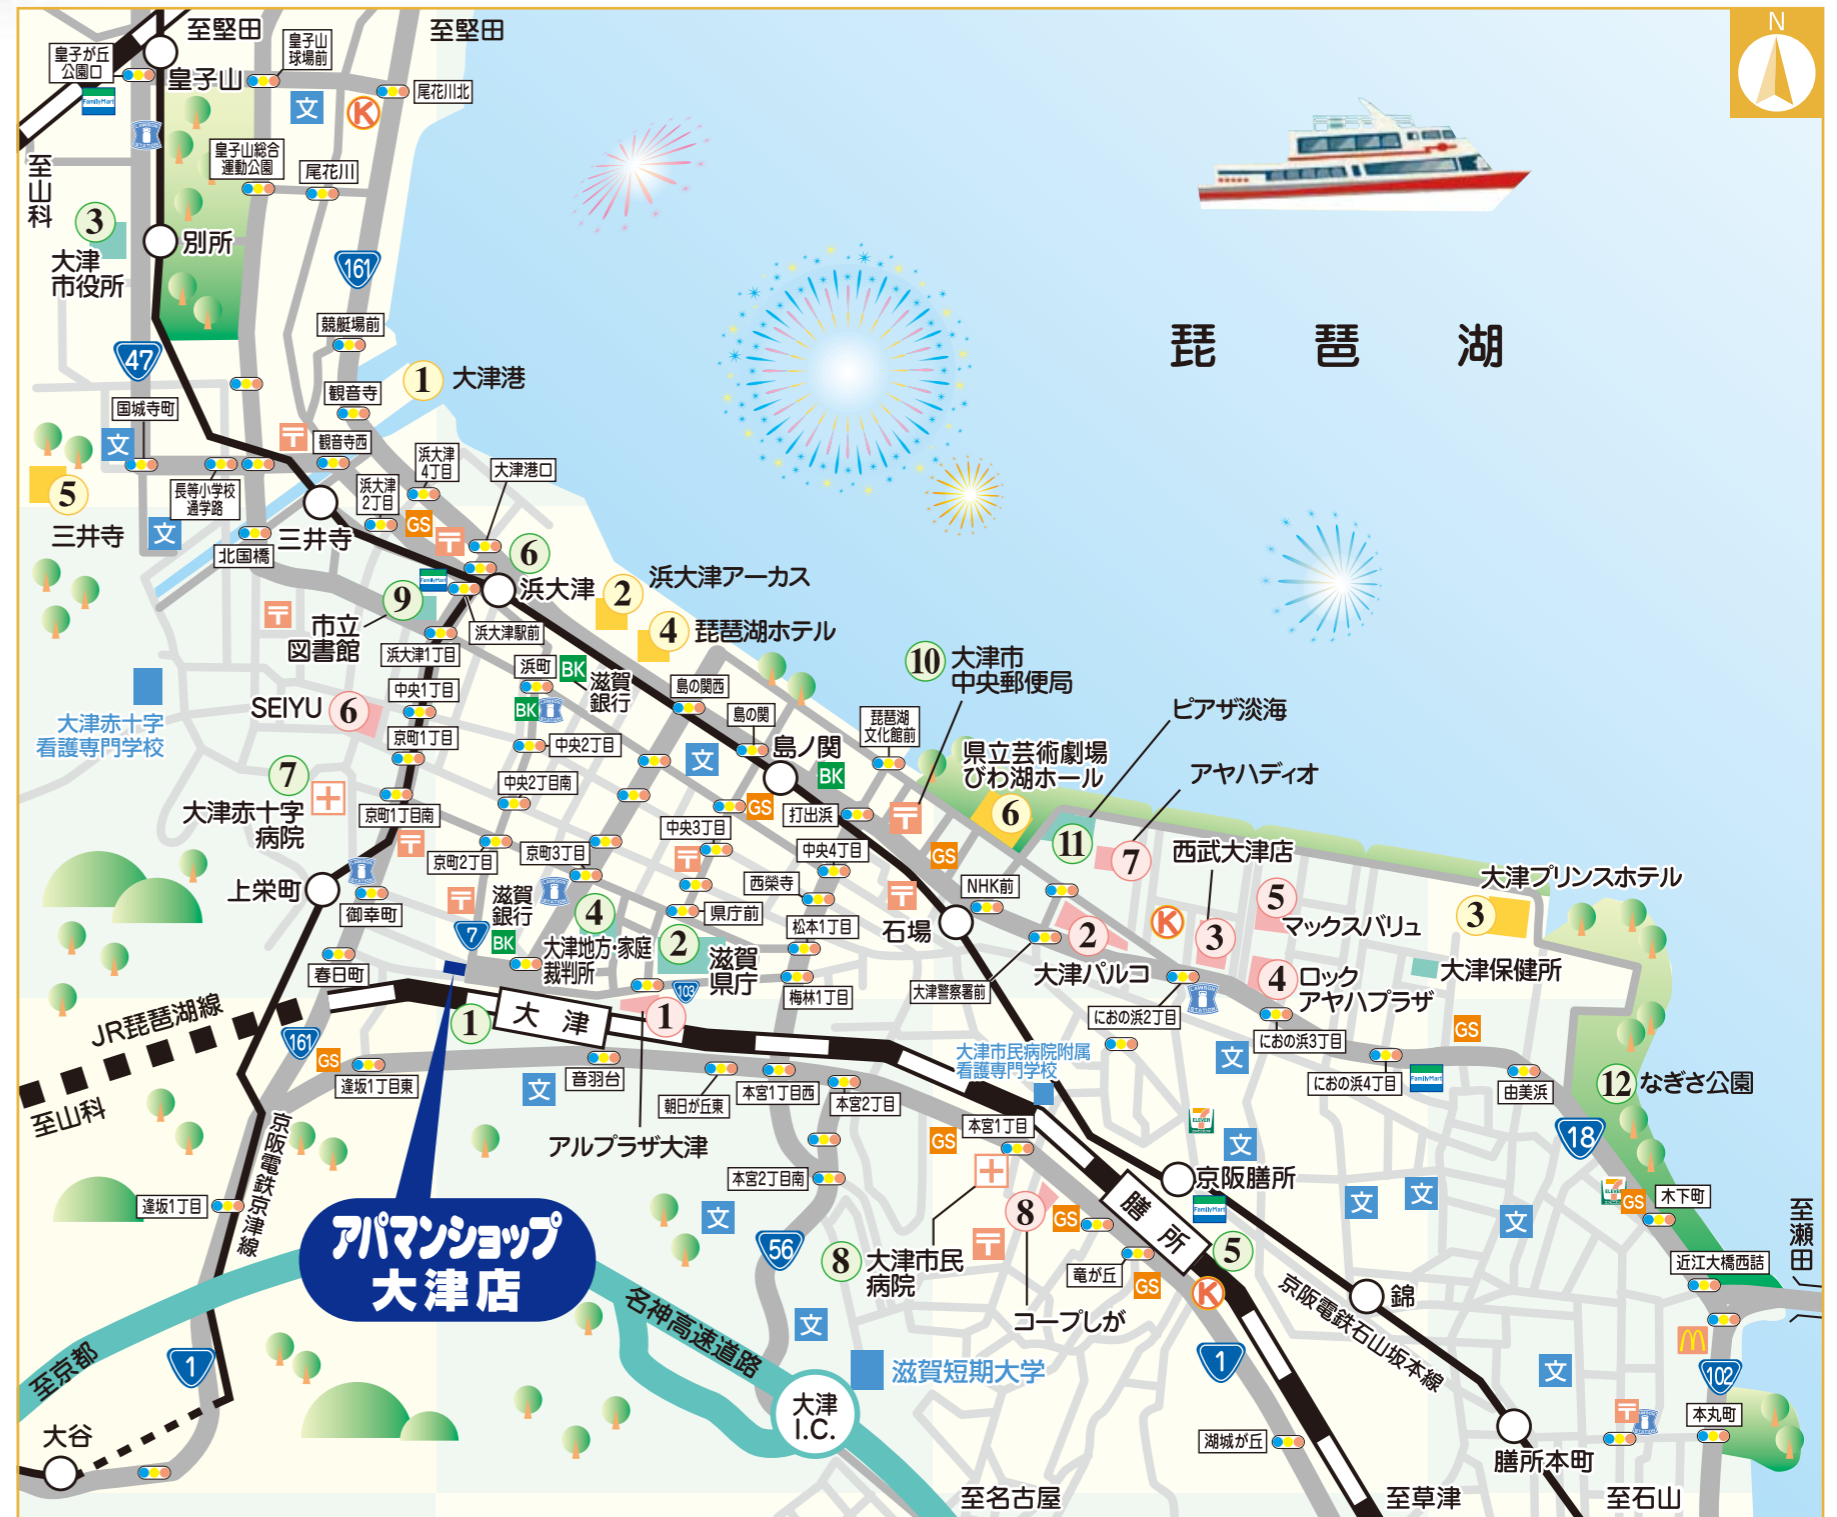 至堅田
至堅田
N
皇子が丘
公園口
FamilyMart
皇子山
皇子山
球場前
文
K
尾花川北
皇子山総合
運動公園
尾花川
至山科
3
大津
市役所
別所
161
47
競艇場前
1
大津港
観音寺
国城寺町
文
観音寺西
浜大津
4丁目
大津港口
浜大津
2丁目
長等小学校
通学路
5
三井寺
文
北国橋
三井寺
GS
琵琶湖
6
浜大津
FamilyMart
9
市立
図書館
浜大津駅前
浜大津1丁目
2
浜大津アーカス
4
琵琶湖ホテル
浜町
BK
滋賀
銀行
BK
中央1丁目
SEIYU
6
京町1丁目
中央2丁目
大津赤十字
看護専門学校
7
大津赤十字
病院
京町1丁目南
中央2丁目南
島の関西
島の関
島ノ関
文
BK
GS
琵琶湖
文化館前
10
大津市
中央郵便局
県立芸術劇場
びわ湖ホール
6
ピアザ淡海
11
アヤハディオ
7
打出浜
中央3丁目
中央4丁目
京町2丁目
京町3丁目
西榮寺
GS
NHK前
西武大津店
3
K
5
マックスバリュ
大津プリンスホテル
3
上栄町
御幸町
滋賀
銀行
BK
7
4
大津地方・家庭
裁判所
県庁前
2
滋賀
県庁
松本1丁目
石場
2
大津パルコ
4
ロック
アヤハプラザ
大津保健所
春日町
梅林1丁目
大津警察署前
103
1
大津
1
におの浜2丁目
におの浜3丁目
GS
JR琵琶湖線
至山科
161
GS
逢坂1丁目東
音羽台
文
朝日が丘東
本宮1丁目西
本宮2丁目
大津市民病院附属
看護専門学校
文
におの浜4丁目
FamilyMart
由美浜
12
なぎさ公園
アルプラザ大津
本宮1丁目
GS
文
18
京阪電鉄京津線
逢坂1丁目
本宮2丁目南
文
京阪膳所
FamilyMart
文
文
文
GS
木下町
至瀬田
アパマンショップ
大津店
56
8
大津市民
病院
8
コープしが
GS
膳所
5
竜が丘
GS
K
近江大橋西詰
錦
京阪電鉄石山坂本線
名神高速道路
文
滋賀短期大学
至京都
1
1
大津
I.C.
文
102
本丸町
大谷
湖城が丘
膳所本町
至名古屋
至草津
至石山